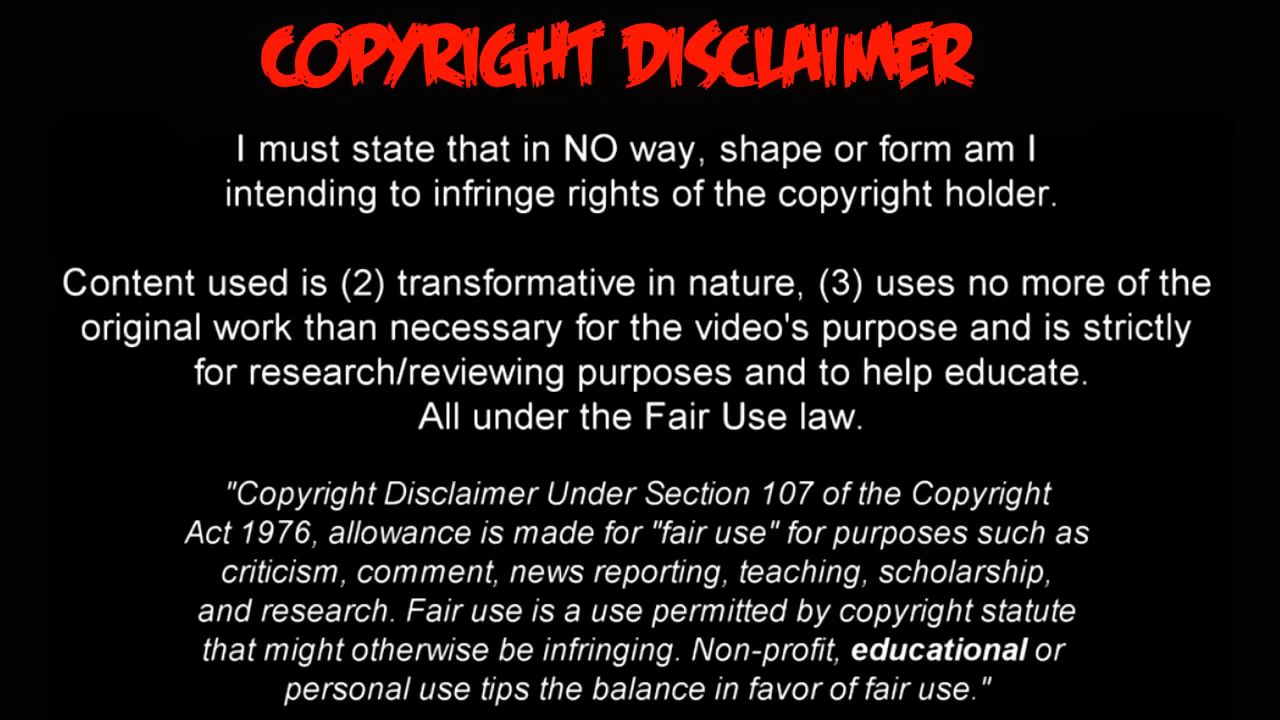 COPYRIGHT DISCLAIMER
I must state that in NO way, shape or form am I
intending to infringe rights of the copyright holder.
Content used is (2) transformative in nature, (3) uses no more of the
original work than necessary for the video's purpose and is strictly
for research/reviewing purposes and to help educate.
All under the Fair Use law.
"Copyright Disclaimer Under Section 107 of the Copyright
Act 1976, allowance is made for "fair use" for purposes such as
criticism, comment, news reporting, teaching, scholarship,
and research. Fair use is a use permitted by copyright statute
that might otherwise be infringing. Non-profit, educational or
personal use tips the balance in favor of fair use."